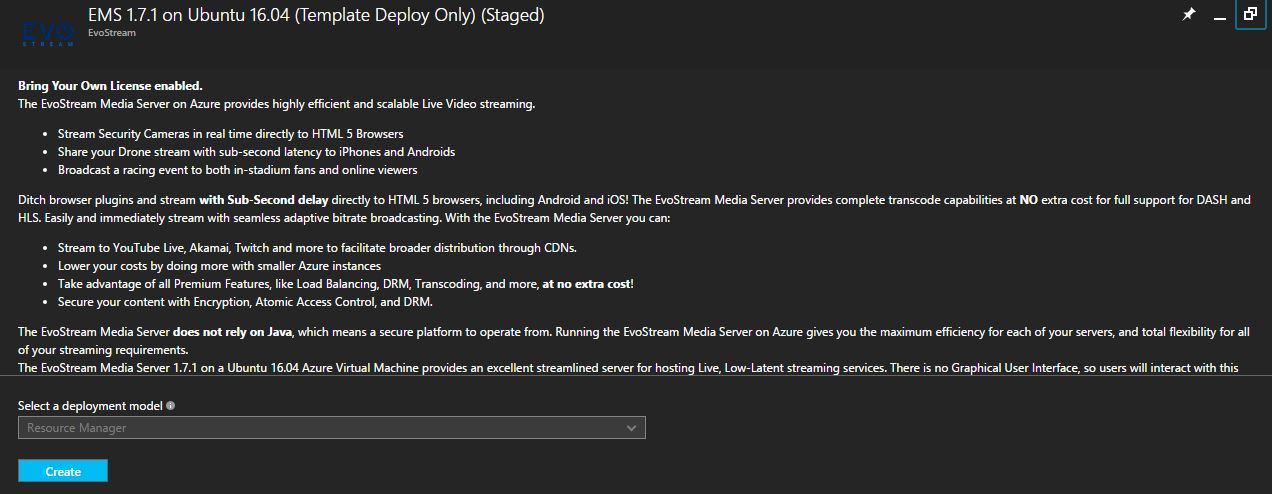 EVO
STREAM
EMS 1.7.1 on Ubuntu 16.04 (Template Deploy Only) (Staged)
EvoStream
Bring Your Own License enabled.
The EvoStream Media Server on Azure provides highly efficient and scalable Live Video streaming.
• Stream Security Cameras in real time directly to HTML 5 Browsers
• Share your Drone stream with sub-second latency to iPhones and Androids
• Broadcast a racing event to both in-stadium fans and online viewers
Ditch browser plugins and stream with Sub-Second delay directly to HTML 5 browsers, including Android and iOS! The EvoStream Media Server provides complete transcode capabilities at NO extra cost for full support for DASH and
HLS. Easily and immediately stream with seamless adaptive bitrate broadcasting. With the EvoStream Media Server you can:
• Stream to YouTube Live, Akamai, Twitch and more to facilitate broader distribution through CDNs.
• Lower your costs by doing more with smaller Azure instances
• Take advantage of all Premium Features, like Load Balancing, DRM, Transcoding, and more, at no extra cost!
• Secure your content with Encryption, Atomic Access Control, and DRM.
The EvoStream Media Server does not rely on Java, which means a secure platform to operate from. Running the EvoStream Media Server on Azure gives you the maximum efficiency for each of your servers, and total flexibility for all
of your streaming requirements.
The EvoStream Media Server 1.7.1 on a Ubuntu 16.04 Azure Virtual Machine provides an excellent streamlined server for hosting Live, Low-Latent streaming services. There is no Graphical User Interface, so users will interact with this
Select a deployment model
Resource Manager
Create